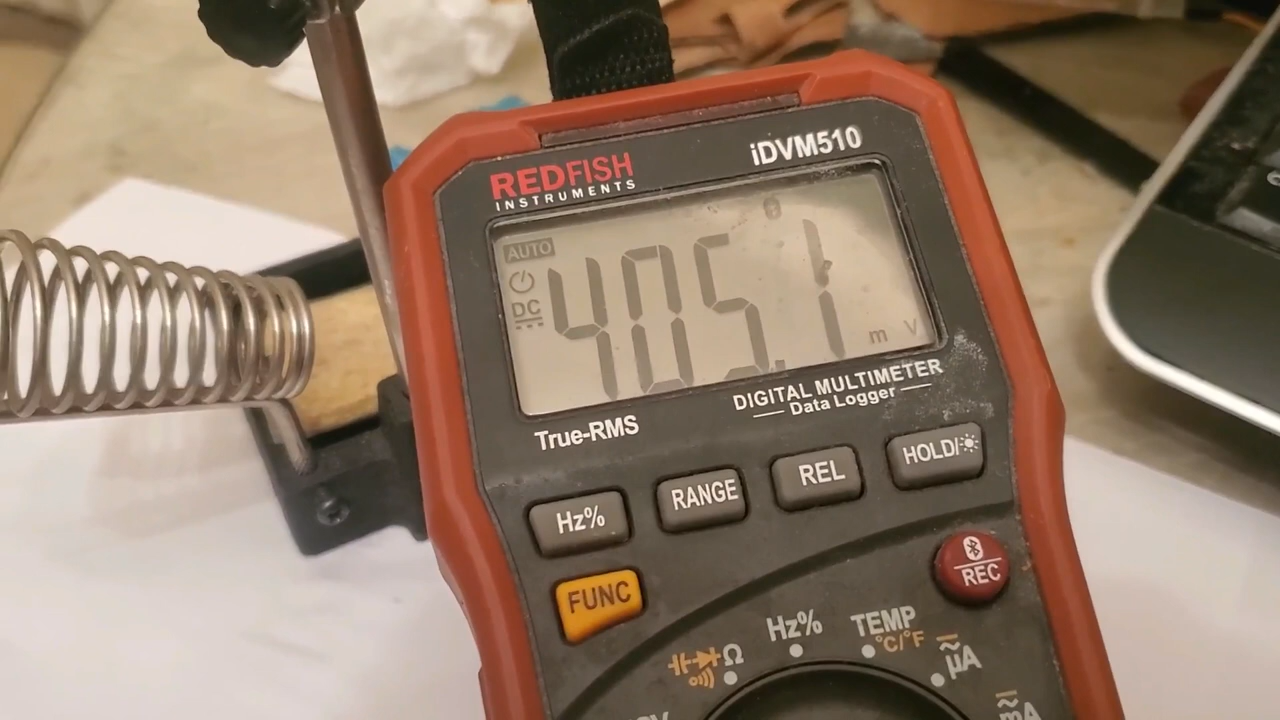 iDVM510
REDFISH
INSTRUMENTS
AUTO
DC
405.1
m V
DIGITAL MULTIMETER
Data Logger
True-RMS
Hz%
RANGE
REL
HOLD/
FUNC
REC
Hz%
TEMP
°C/°F
Ω
µA
mA